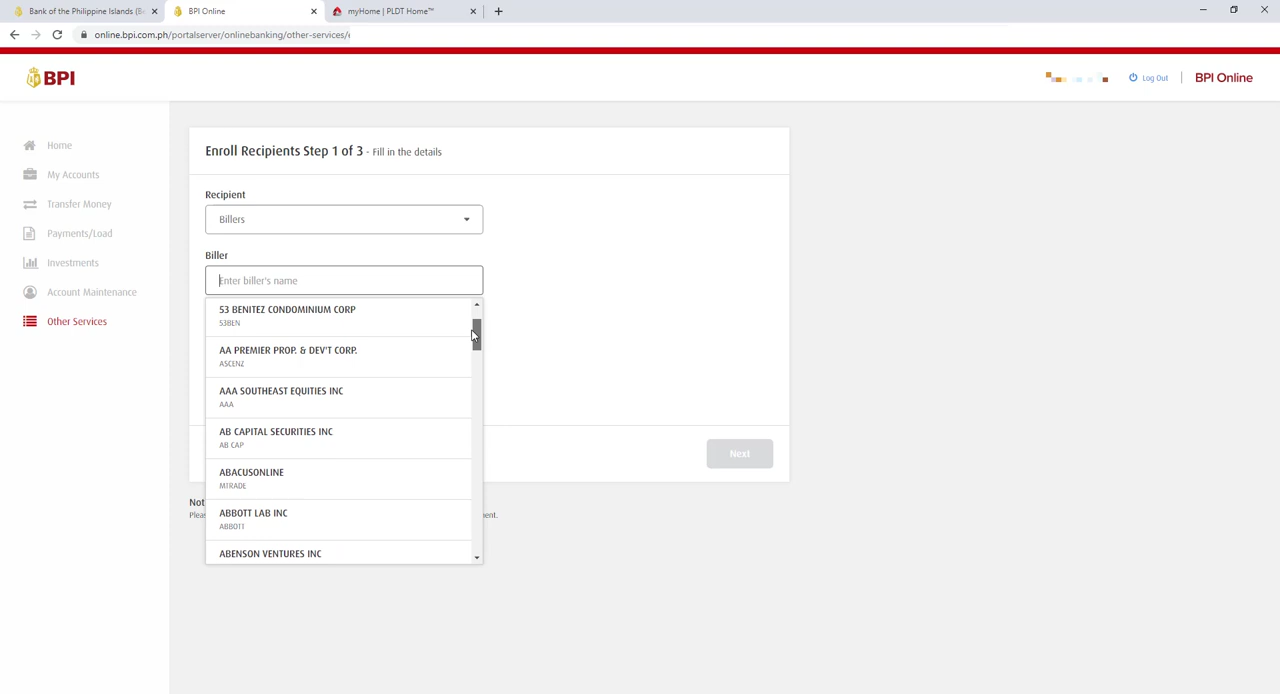 Bank of the Philippine Islands (B
BPI Online
myHome | PLDT Home™
online.bpi.com.ph/portalserver/onlinebanking/other-services/
BPI
Log Out
BPI Online
Home
My Accounts
Transfer Money
Payments/Load
Investments
Account Maintenance
Other Services
Enroll Recipients Step 1 of 3 - Fill in the details
Recipient
Billers
Biller
Enter biller's name
53 BENITEZ CONDOMINIUM CORP
53BEN
AA PREMIER PROP. & DEV'T CORP.
ASCENZ
AAA SOUTHEAST EQUITIES INC
AAA
AB CAPITAL SECURITIES INC
AB CAP
ABACUSONLINE
MTRADE
ABBOTT LAB INC
ABBOTT
ABENSON VENTURES INC
Next
Not
Plea
ent.